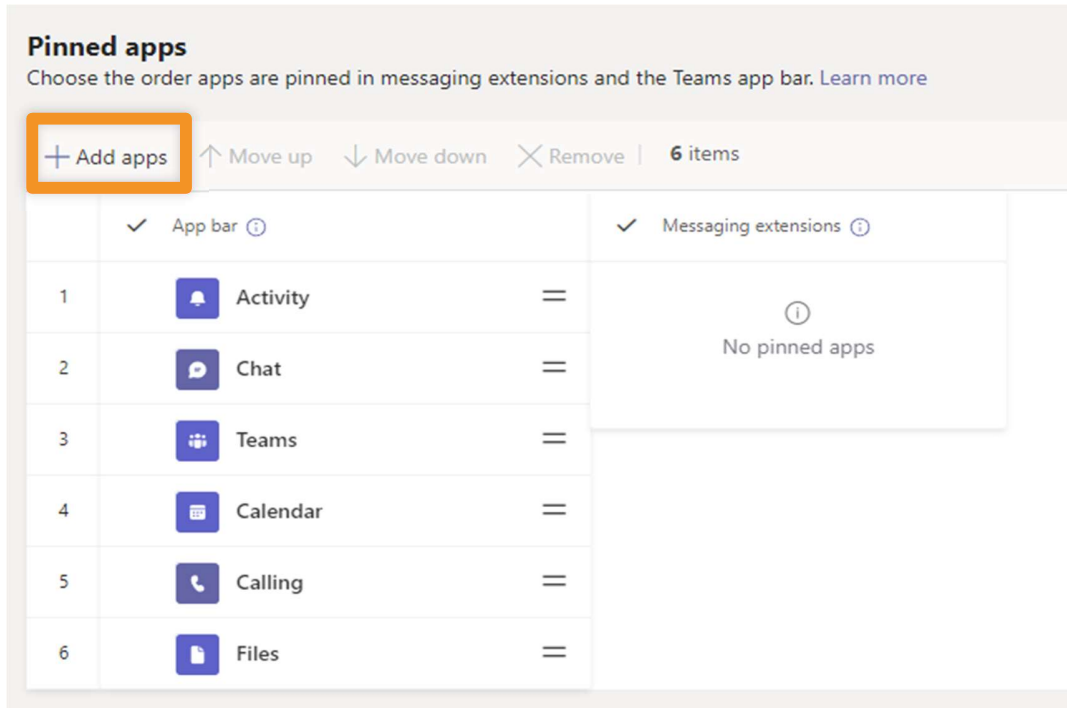 Pinned apps
Choose the order apps are pinned in messaging extensions and the Teams app bar. Learn more
Add apps Move up Move down Remove 6 items
App bar Messaging extensions
1 Activity
No pinned apps
2 Chat
3 Teams
4 Calendar
5 Calling
6 Files